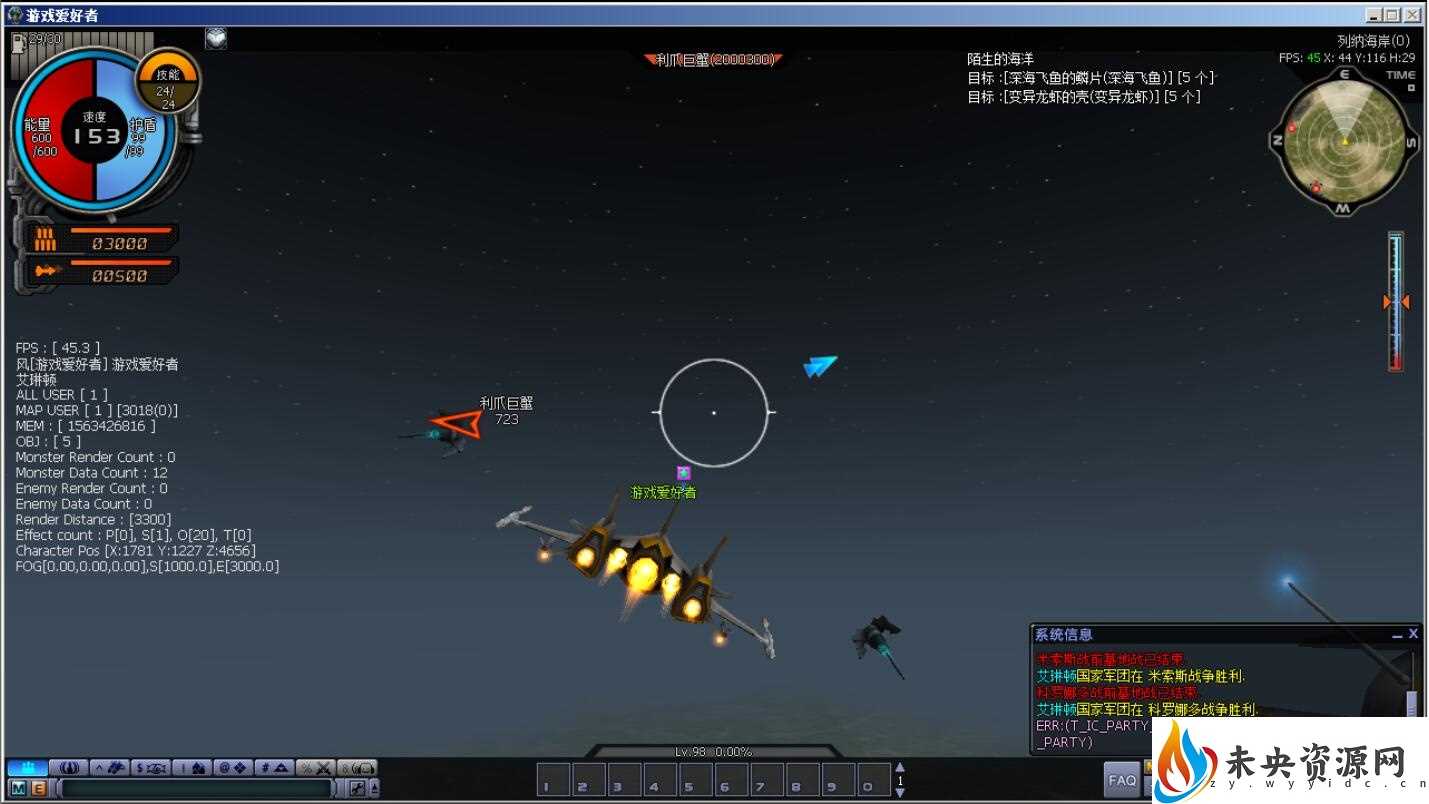 游戏爱好者
29/30
利爪巨蟹(2000300)
陌生的海洋
目标 :[深海飞鱼的鳞片(深海飞鱼)] [5 个]
目标 :[变异龙虾的壳(变异龙虾)] [5 个]
列纳海岸(0)
FPS: 45 X: 44 Y:116 H:29
TIME
E
N
S
W
技能
24/
24
能量
600
/600
速度
153
护盾
99
/99
03000
00500
FPS : [ 45.3 ]
风[游戏爱好者] 游戏爱好者
艾琳顿
ALL USER [ 1 ]
MAP USER [ 1 ] [3018(0)]
MEM : [ 1563426816 ]
OBJ : [ 5 ]
Monster Render Count : 0
Monster Data Count : 12
Enemy Render Count : 0
Enemy Data Count : 0
Render Distance : [3300]
Effect count : P[0], S[1], O[20], T[0]
Character Pos [X:1781 Y:1227 Z:4656]
FOG[0.00,0.00,0.00],S[1000.0],E[3000.0]
利爪巨蟹
723
游戏爱好者
系统信息
米索斯战前基地战已结束.
艾琳顿国家军团在 米索斯战争胜利.
科罗娜多战前基地战已结束.
艾琳顿国家军团在 科罗娜多战争胜利.
ERR:(T_IC_PARTY_
_PARTY)
Lv.98 0.00%
M E
1 2 3 4 5 6 7 8 9 0
1
FAQ
未央资源网
zy.wyyidc.cn